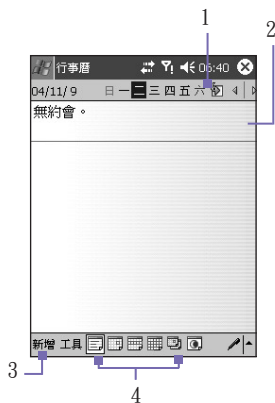 1
2
行事曆 06:40
04/11/9 日 一 二 三 四 五 六
無約會。
新增 工具
3
4